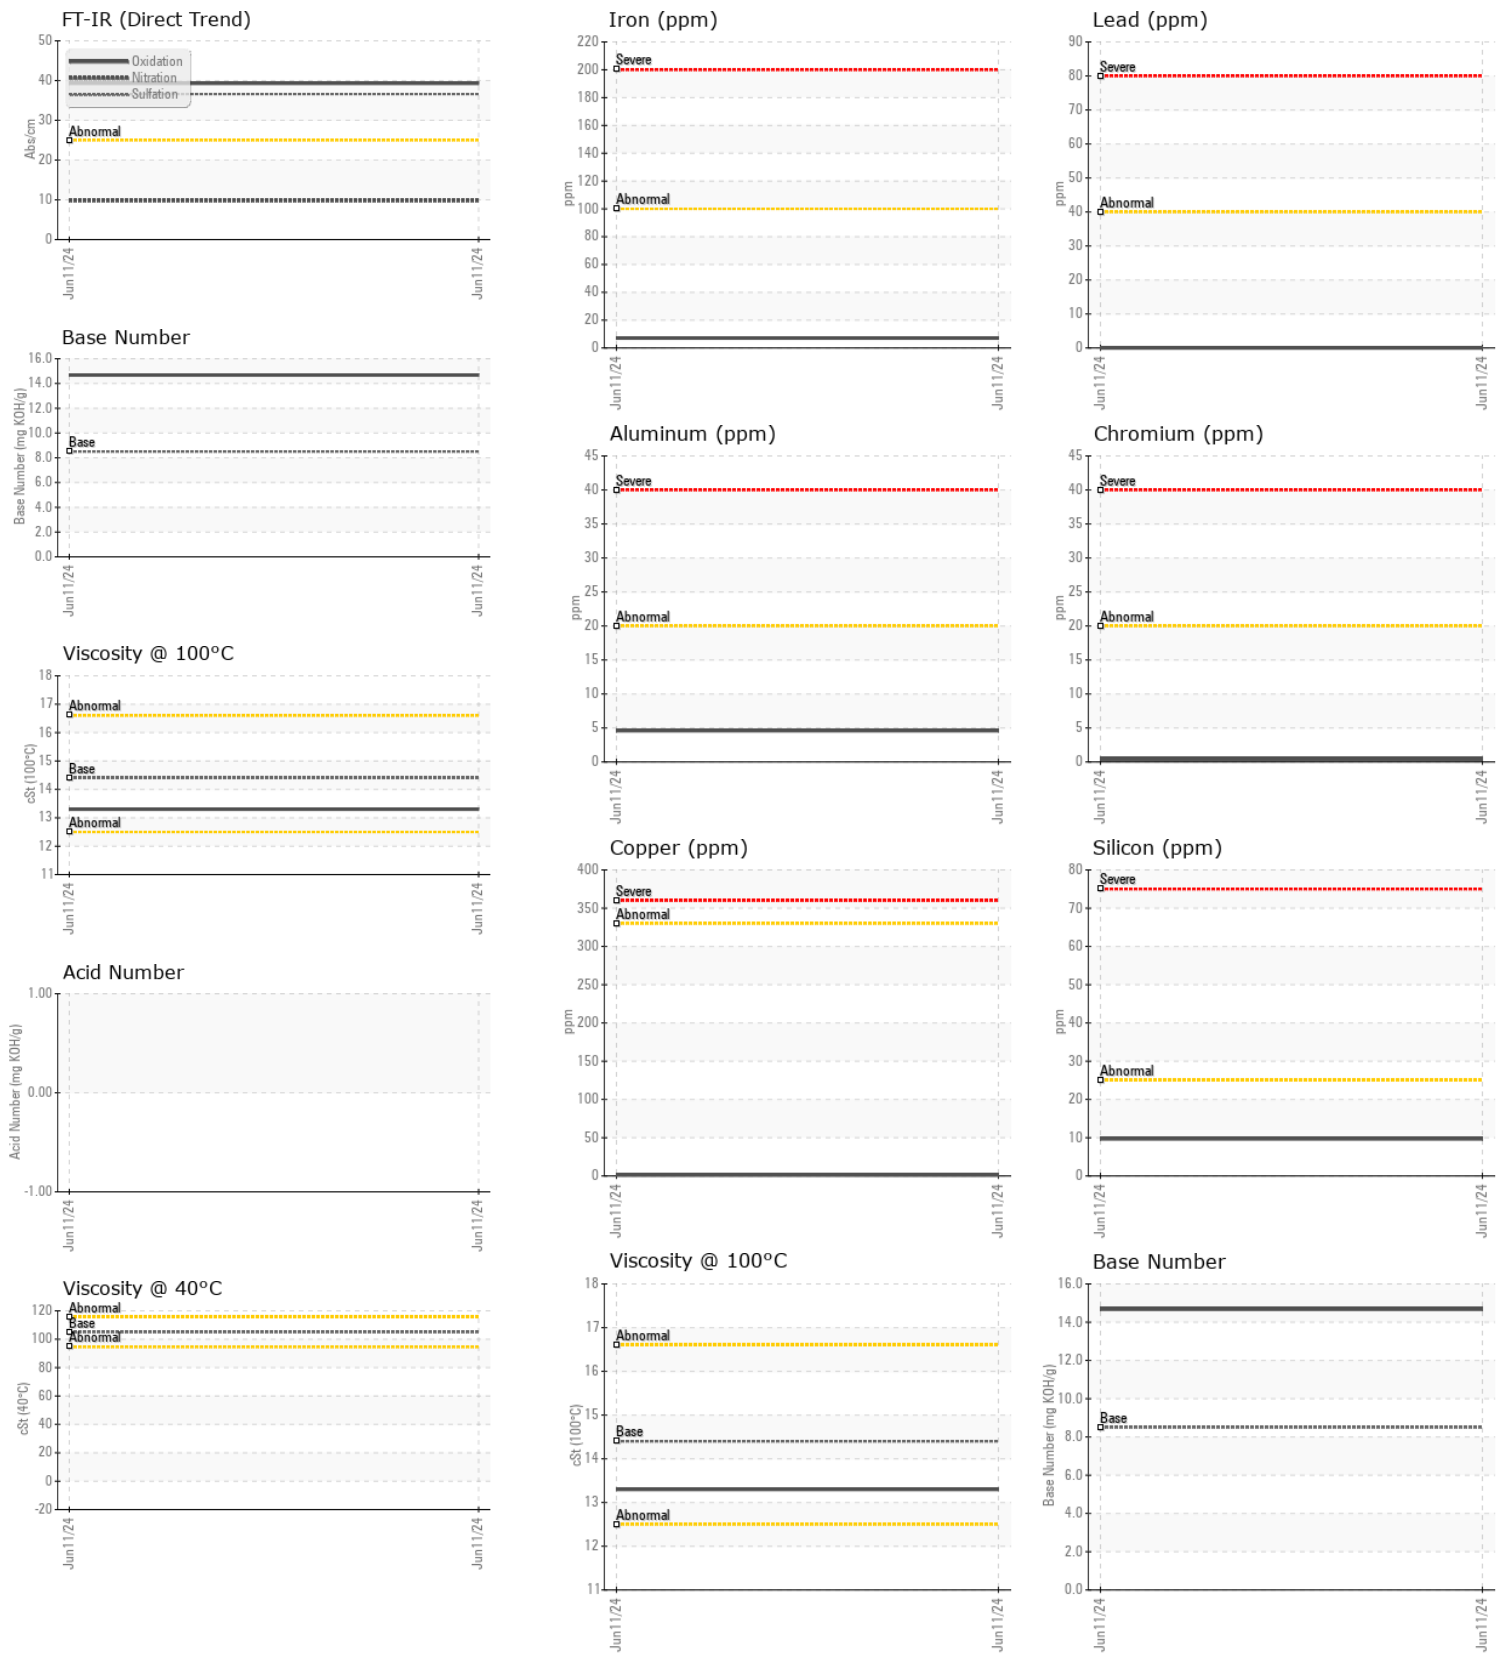 FT-IR (Direct Trend)
50
40
30
20
10
0
Abs/cm
Oxidation
Nitration
Sulfation
Abnormal
Jun11/24
Jun11/24
Base Number
16.0
14.0
12.0
10.0
8.0
6.0
4.0
2.0
0.0
Base Number (mg KOH/g)
Base
Jun11/24
Jun11/24
Viscosity @ 100°C
18
17
16
15
14
13
12
11
cSt (100°C)
Abnormal
Base
Abnormal
Jun11/24
Jun11/24
Acid Number
1.00
0.00
-1.00
Acid Number (mg KOH/g)
Jun11/24
Jun11/24
Viscosity @ 40°C
120
100
80
60
40
20
0
-20
cSt (40°C)
Abnormal
Base
Abnormal
Jun11/24
Jun11/24
Iron (ppm)
220
200
180
160
140
120
100
80
60
40
20
0
ppm
Severe
Abnormal
Jun11/24
Jun11/24
Lead (ppm)
90
80
70
60
50
40
30
20
10
0
ppm
Severe
Abnormal
Jun11/24
Jun11/24
Aluminum (ppm)
45
40
35
30
25
20
15
10
5
0
ppm
Severe
Abnormal
Jun11/24
Jun11/24
Chromium (ppm)
45
40
35
30
25
20
15
10
5
0
ppm
Severe
Abnormal
Jun11/24
Jun11/24
Copper (ppm)
400
350
300
250
200
150
100
50
0
ppm
Severe
Abnormal
Jun11/24
Jun11/24
Silicon (ppm)
80
70
60
50
40
30
20
10
0
ppm
Severe
Abnormal
Jun11/24
Jun11/24
Viscosity @ 100°C
18
17
16
15
14
13
12
11
cSt (100°C)
Abnormal
Base
Abnormal
Jun11/24
Jun11/24
Base Number
16.0
14.0
12.0
10.0
8.0
6.0
4.0
2.0
0.0
Base Number (mg KOH/g)
Base
Jun11/24
Jun11/24